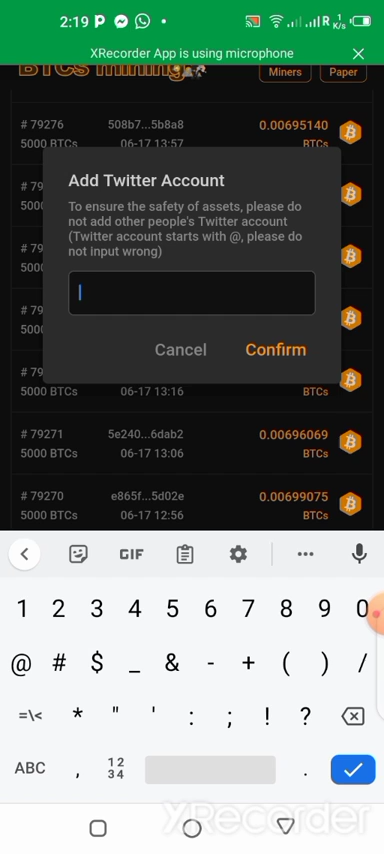 2:19
R 1 K/s
XRecorder App is using microphone
BTCs mining
Miners
Paper
# 79276 508b7...5b8a8 0.00695140
5000 BTCs 06-17 13:57 BTCs
# 79
Add Twitter Account
To ensure the safety of assets, please do
not add other people's Twitter account
(Twitter account starts with @, please do
not input wrong)
500
# 79
500
# 79
500
Cancel
Confirm
# 79
5000 BTCs 06-17 13:16 BTCs
# 79271 5e240...6dab2 0.00696069
5000 BTCs 06-17 13:06 BTCs
# 79270 e865f...5d02e 0.00699075
5000 BTCs 06-17 12:56 BTCs
GIF
1 2 3 4 5 6 7 8 9 0
@ # $ _ & - + ( ) /
=\< * " ' : ; ! ?
ABC , 12 .
34
XRecorder